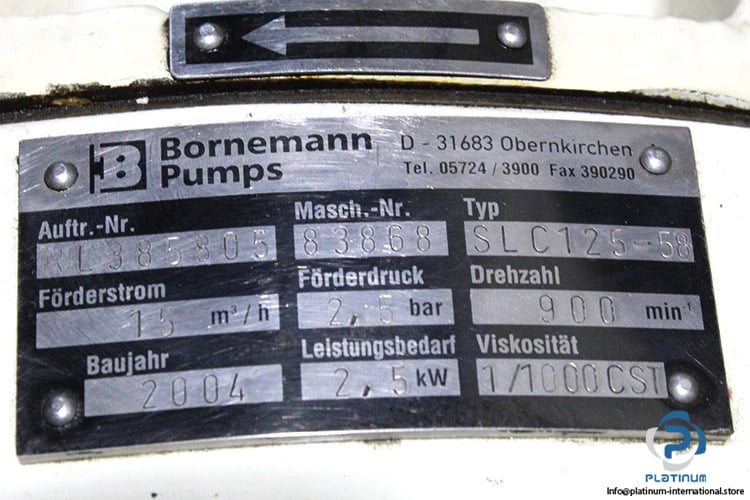 B Bornemann Pumps
D - 31683 Obernkirchen
Tel. 05724 / 3900 Fax 390290
Auftr.-Nr. Masch.-Nr. Typ
RL385805 83868 SLC125-58
Förderstrom Förderdruck Drehzahl
15 m³/h 2,5 bar 900 min⁻¹
Baujahr Leistungsbedarf Viskosität
2004 2,5 kW 1/1000CST
PLATINUM
Info@platinum-international.store